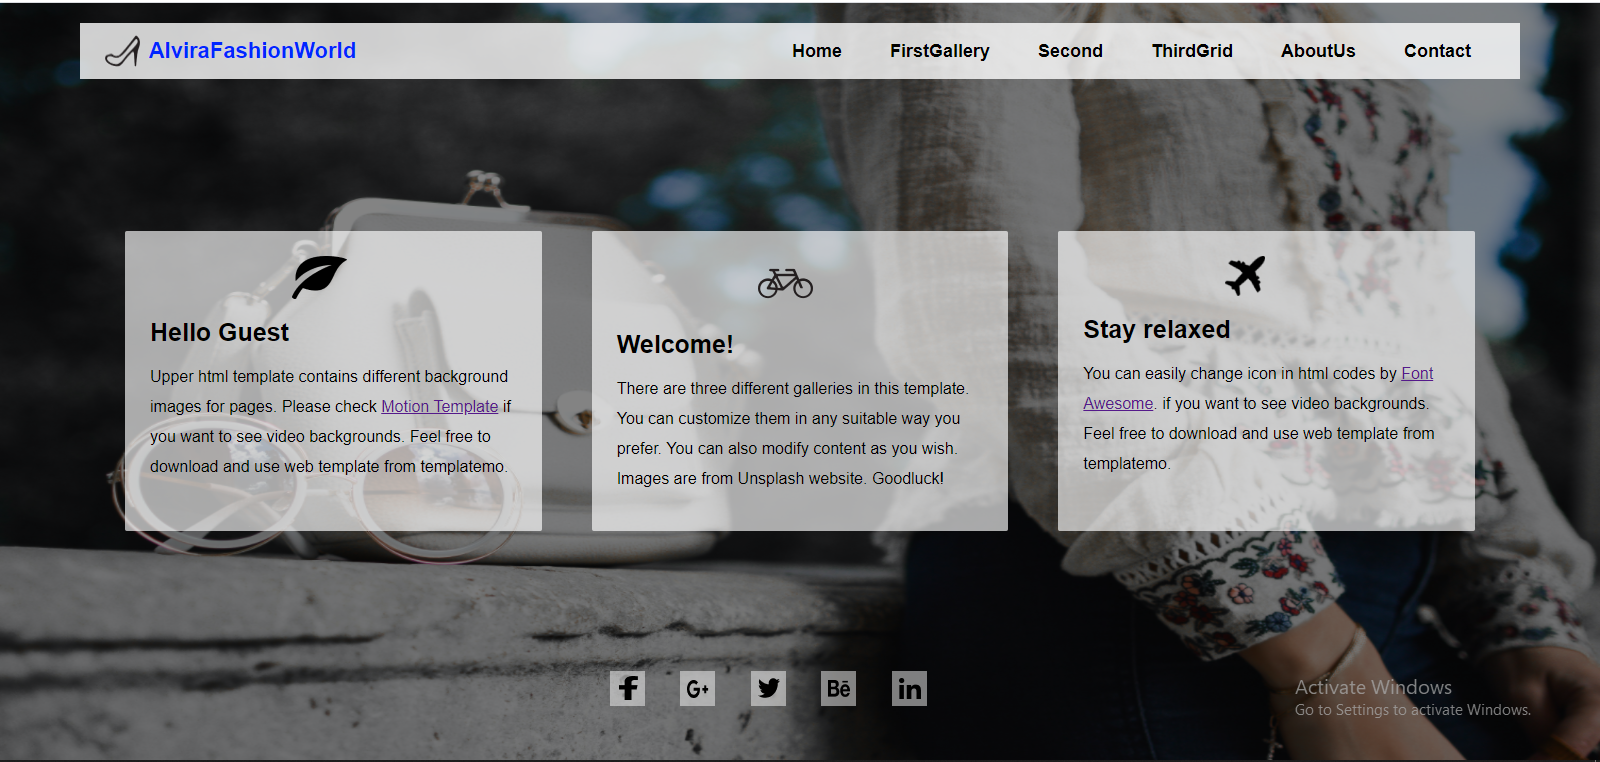 AlviraFashionWorld
Home FirstGallery Second ThirdGrid AboutUs Contact
Hello Guest
Upper html template contains different background
images for pages. Please check Motion Template if
you want to see video backgrounds. Feel free to
download and use web template from templatemo.
Welcome!
There are three different galleries in this template.
You can customize them in any suitable way you
prefer. You can also modify content as you wish.
Images are from Unsplash website. Goodluck!
Stay relaxed
You can easily change icon in html codes by Font
Awesome. if you want to see video backgrounds.
Feel free to download and use web template from
templatemo.
f G+ Bē in
Activate Windows
Go to Settings to activate Windows.